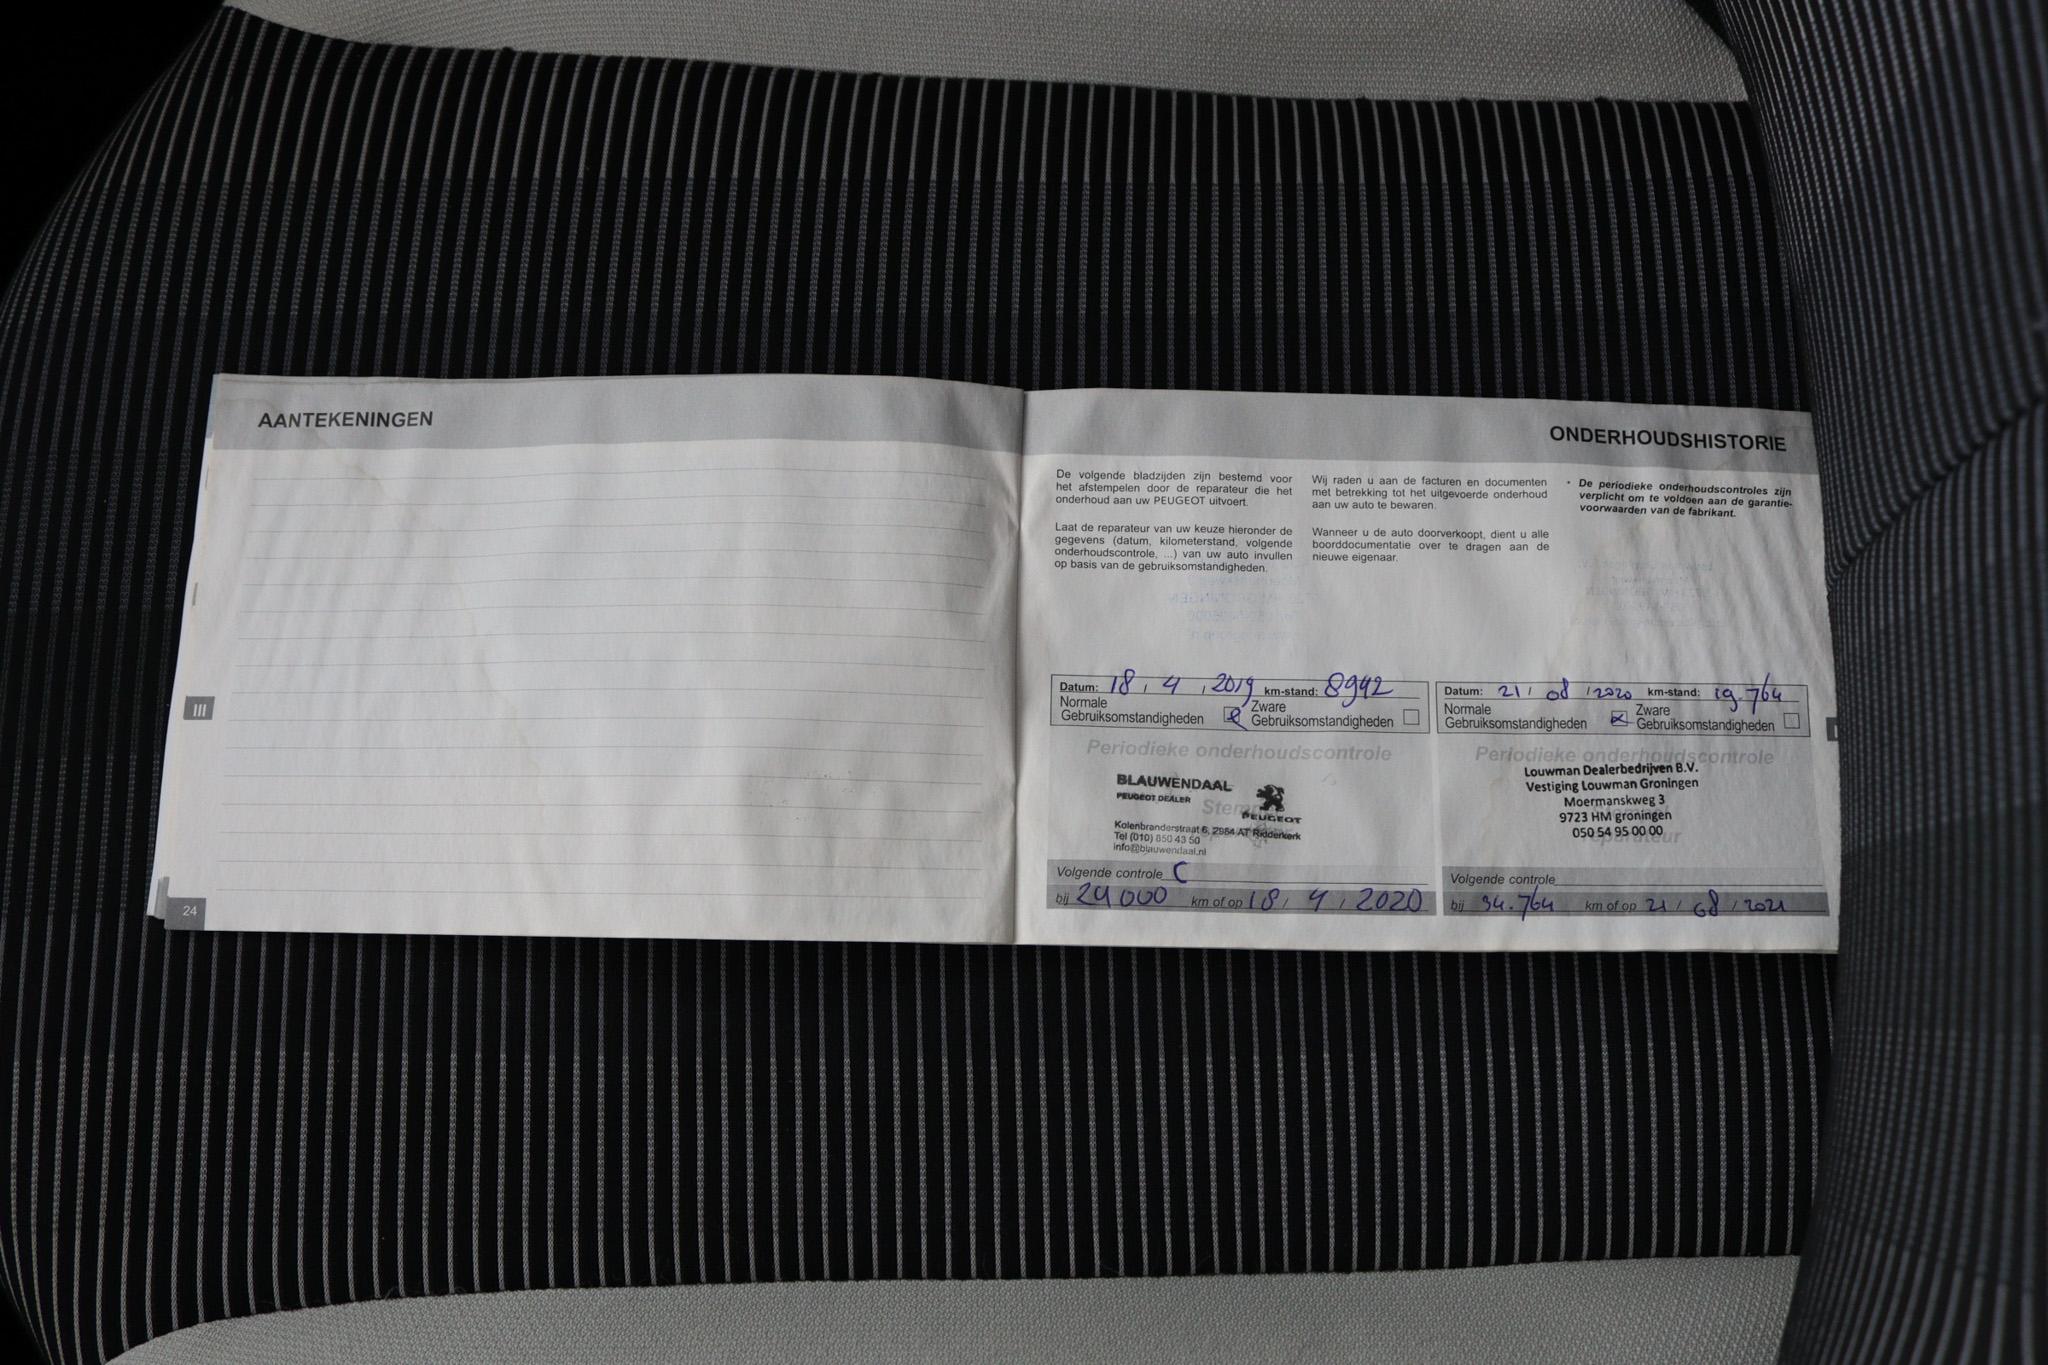 AANTEKENINGEN
III
24
ONDERHOUDSHISTORIE
De volgende bladzijden zijn bestemd voor
het afstempelen door de reparateur die het
onderhoud aan uw PEUGEOT uitvoert.
Laat de reparateur van uw keuze hieronder de
gegevens (datum, kilometerstand, volgende
onderhoudscontrole, ...) van uw auto invullen
op basis van de gebruiksomstandigheden.
Wij raden u aan de facturen en documenten
met betrekking tot het uitgevoerde onderhoud
aan uw auto te bewaren.
Wanneer u de auto doorverkoopt, dient u alle
boorddocumentatie over te dragen aan de
nieuwe eigenaar.
• De periodieke onderhoudscontroles zijn
verplicht om te voldoen aan de garantie-
voorwaarden van de fabrikant.
Datum: 18 / 4 / 2019 km-stand: 8942
Normale
Gebruiksomstandigheden
Zware
Gebruiksomstandigheden
Periodieke onderhoudscontrole
BLAUWENDAAL
PEUGEOT DEALER
PEUGEOT
Kolenbranderstraat 6, 2984 AT Ridderkerk
Tel (010) 850 43 50
info@blauwendaal.nl
Volgende controle C
bij 24000 km of op 18 / 4 / 2020
Datum: 21 / 08 / 2020 km-stand: 19.764
Normale
Gebruiksomstandigheden
Zware
Gebruiksomstandigheden
Periodieke onderhoudscontrole
Louwman Dealerbedrijven B.V.
Vestiging Louwman Groningen
Moermanskweg 3
9723 HM groningen
050 54 95 00 00
reparateur
Volgende controle
bij 34.764 km of op 21 / 08 / 2021